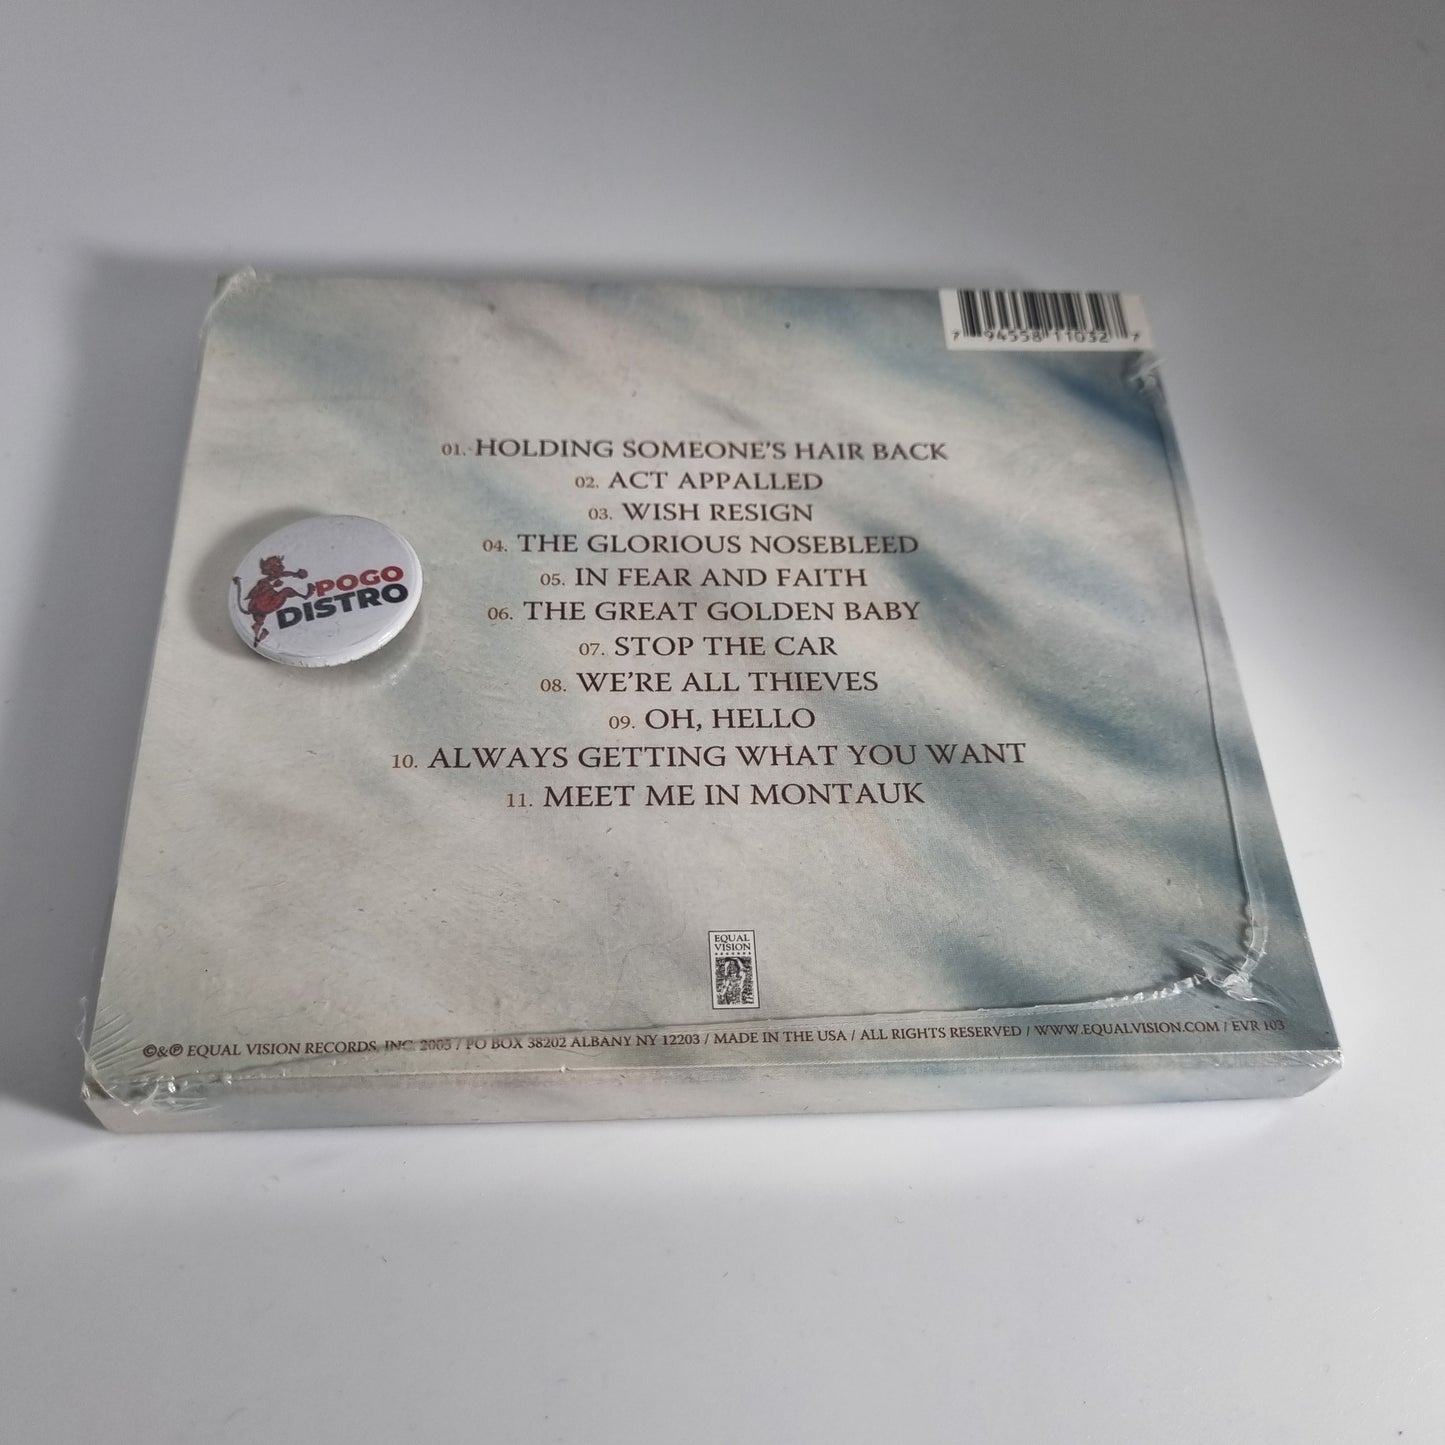 7 94558 11032 7
01. HOLDING SOMEONE'S HAIR BACK
02. ACT APPALLED
03. WISH RESIGN
04. THE GLORIOUS NOSEBLEED
05. IN FEAR AND FAITH
06. THE GREAT GOLDEN BABY
07. STOP THE CAR
08. WE'RE ALL THIEVES
09. OH, HELLO
10. ALWAYS GETTING WHAT YOU WANT
11. MEET ME IN MONTAUK
POGO
DISTRO
EQUAL
VISION
©&℗ EQUAL VISION RECORDS, INC. 2005 / PO BOX 38202 ALBANY NY 12203 / MADE IN THE USA / ALL RIGHTS RESERVED / WWW.EQUALVISION.COM / EVR 103